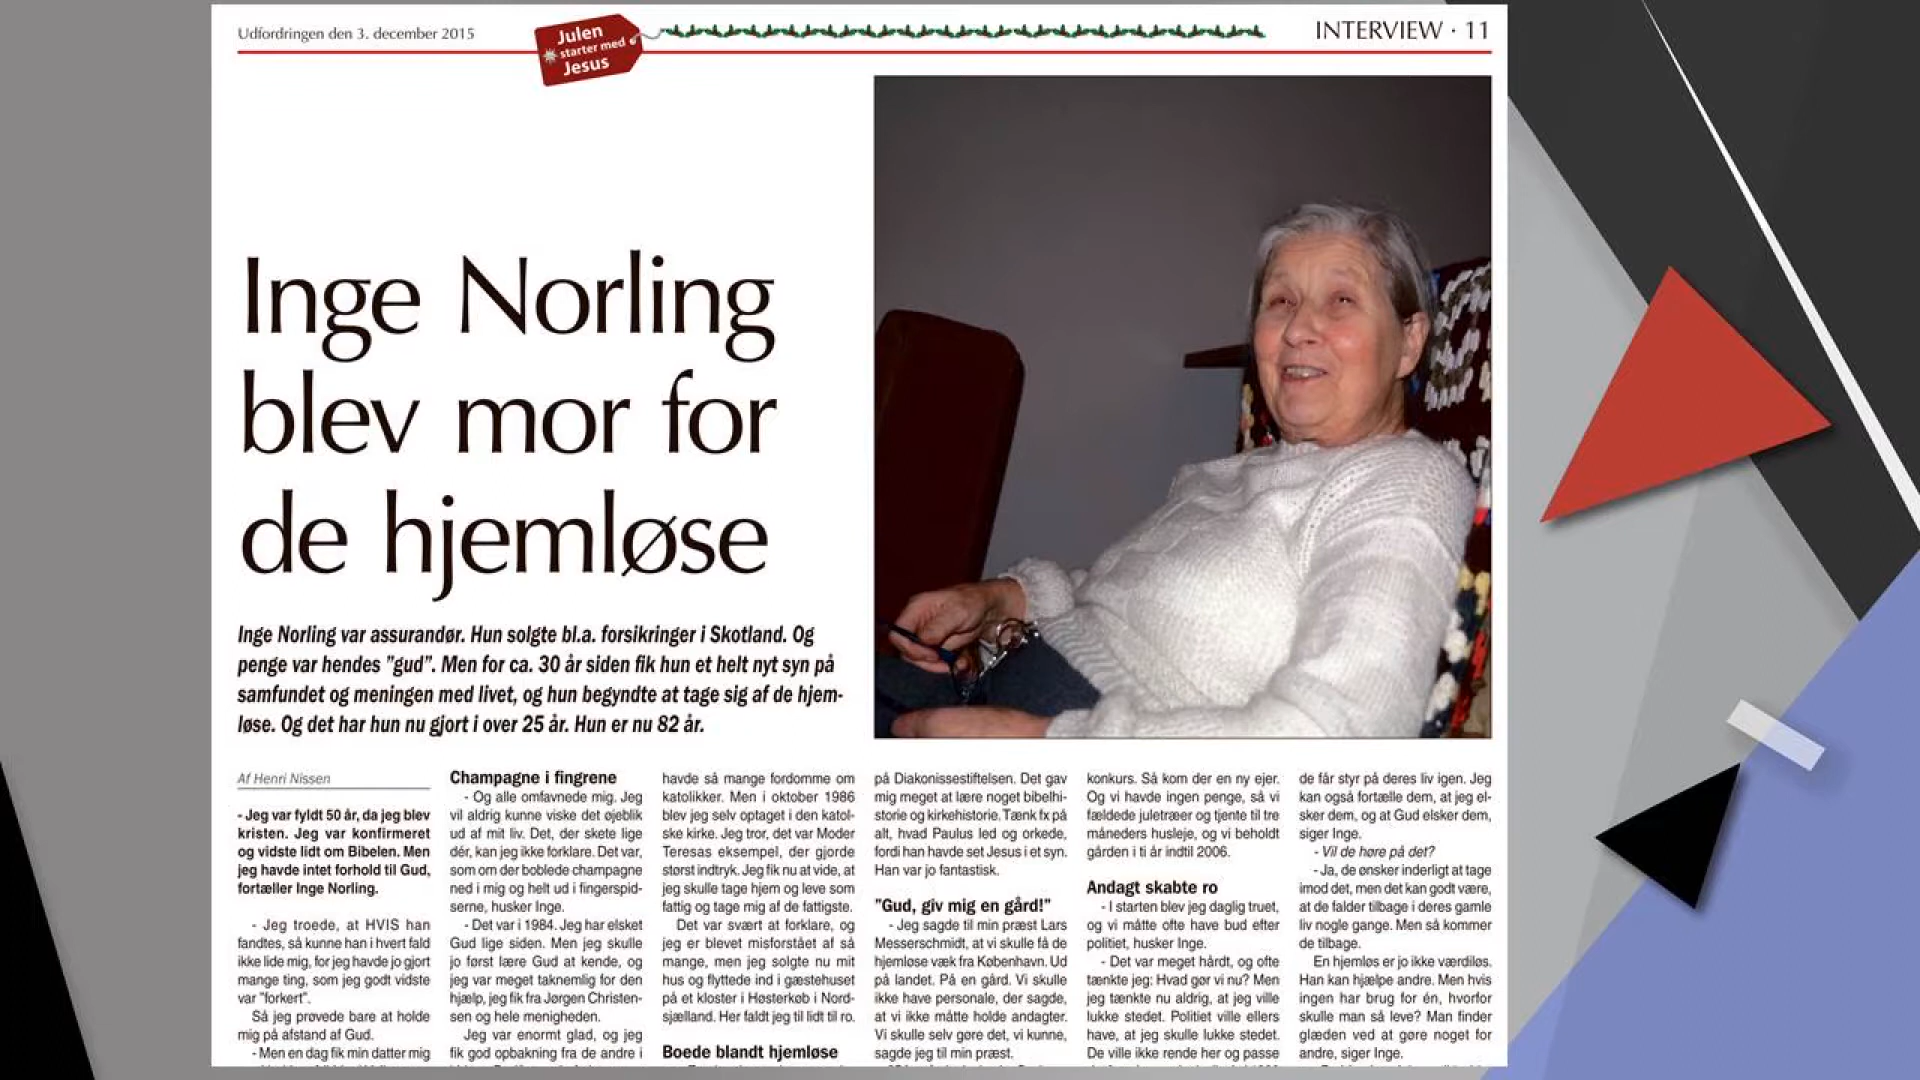 Udfordringen den 3. december 2015
Julen
starter med
Jesus
INTERVIEW · 11
Inge Norling
blev mor for
de hjemløse
Inge Norling var assurandør. Hun solgte bl.a. forsikringer i Skotland. Og
penge var hendes ”gud”. Men for ca. 30 år siden fik hun et helt nyt syn på
samfundet og meningen med livet, og hun begyndte at tage sig af de hjem-
løse. Og det har hun nu gjort i over 25 år. Hun er nu 82 år.
Af Henri Nissen
- Jeg var fyldt 50 år, da jeg blev
kristen. Jeg var konfirmeret
og vidste lidt om Bibelen. Men
jeg havde intet forhold til Gud,
fortæller Inge Norling.
- Jeg troede, at HVIS han
fandtes, så kunne han i hvert fald
ikke lide mig, for jeg havde jo gjort
mange ting, som jeg godt vidste
var ”forkert”.
Så jeg prøvede bare at holde
mig på afstand af Gud.
- Men en dag fik min datter mig
Champagne i fingrene
- Og alle omfavnede mig. Jeg
vil aldrig kunne viske det øjeblik
ud af mit liv. Det, der skete lige
dér, kan jeg ikke forklare. Det var,
som om der boblede champagne
ned i mig og helt ud i fingerspid-
serne, husker Inge.
- Det var i 1984. Jeg har elsket
Gud lige siden. Men jeg skulle
jo først lære Gud at kende, og
jeg var meget taknemlig for den
hjælp, jeg fik fra Jørgen Christen-
sen og hele menigheden.
Jeg var enormt glad, og jeg
fik god opbakning fra de andre i
havde så mange fordomme om
katolikker. Men i oktober 1986
blev jeg selv optaget i den katol-
ske kirke. Jeg tror, det var Moder
Teresas eksempel, der gjorde
størst indtryk. Jeg fik nu at vide, at
jeg skulle tage hjem og leve som
fattig og tage mig af de fattigste.
Det var svært at forklare, og
jeg er blevet misforstået af så
mange, men jeg solgte nu mit
hus og flyttede ind i gæstehuset
på et kloster i Høsterkøb i Nord-
sjælland. Her faldt jeg til lidt til ro.
Boede blandt hjemløse
på Diakonissestiftelsen. Det gav
mig meget at lære noget bibelhi-
storie og kirkehistorie. Tænk fx på
alt, hvad Paulus led og orkede,
fordi han havde set Jesus i et syn.
Han var jo fantastisk.
”Gud, giv mig en gård!”
- Jeg sagde til min præst Lars
Messerschmidt, at vi skulle få de
hjemløse væk fra København. Ud
på landet. På en gård. Vi skulle
ikke have personale, der sagde,
at vi ikke måtte holde andagter.
Vi skulle selv gøre det, vi kunne,
sagde jeg til min præst.
konkurs. Så kom der en ny ejer.
Og vi havde ingen penge, så vi
fældede juletræer og tjente til tre
måneders husleje, og vi beholdt
gården i ti år indtil 2006.
Andagt skabte ro
- I starten blev jeg daglig truet,
og vi måtte ofte have bud efter
politiet, husker Inge.
- Det var meget hårdt, og ofte
tænkte jeg: Hvad gør vi nu? Men
jeg tænkte nu aldrig, at jeg ville
lukke stedet. Politiet ville ellers
have, at jeg skulle lukke stedet.
De ville ikke rende her og passe
de får styr på deres liv igen. Jeg
kan også fortælle dem, at jeg el-
sker dem, og at Gud elsker dem,
siger Inge.
- Vil de høre på det?
- Ja, de ønsker inderligt at tage
imod det, men det kan godt være,
at de falder tilbage i deres gamle
liv nogle gange. Men så kommer
de tilbage.
En hjemløs er jo ikke værdiløs.
Han kan hjælpe andre. Men hvis
ingen har brug for én, hvorfor
skulle man så leve? Man finder
glæden ved at gøre noget for
andre, siger Inge.